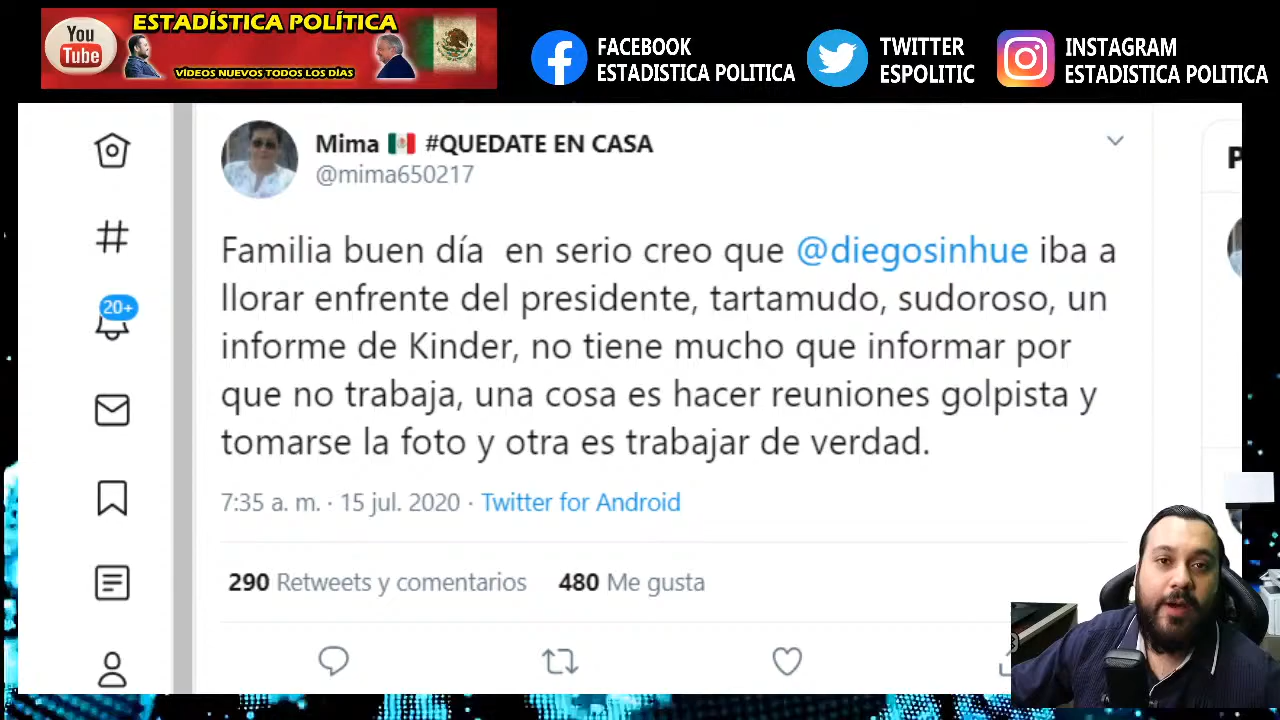 You
Tube
ESTADÍSTICA POLÍTICA
VÍDEOS NUEVOS TODOS LOS DÍAS
FACEBOOK
ESTADISTICA POLITICA
TWITTER
ESPOLITIC
INSTAGRAM
ESTADISTICA POLITICA
Mima #QUEDATE EN CASA
@mima650217
P
20+
Familia buen día en serio creo que @diegosinhue iba a
llorar enfrente del presidente, tartamudo, sudoroso, un
informe de Kinder, no tiene mucho que informar por
que no trabaja, una cosa es hacer reuniones golpista y
tomarse la foto y otra es trabajar de verdad.
7:35 a. m. · 15 jul. 2020 · Twitter for Android
290 Retweets y comentarios 480 Me gusta